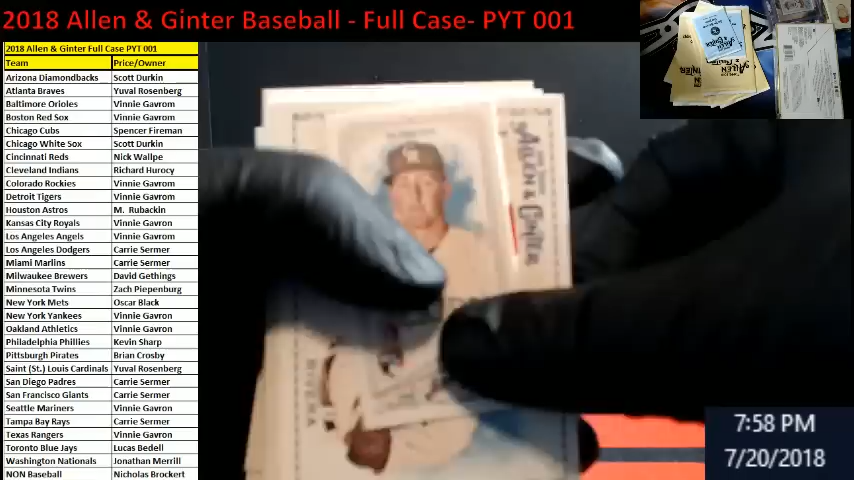 2018 Allen & Ginter Baseball - Full Case- PYT 001
2018 Allen & Ginter Full Case PYT 001
Team Price/Owner
Arizona Diamondbacks Scott Durkin
Atlanta Braves Yuval Rosenberg
Baltimore Orioles Vinnie Gavrom
Boston Red Sox Vinnie Gavrom
Chicago Cubs Spencer Fireman
Chicago White Sox Scott Durkin
Cincinnati Reds Nick Wallpe
Cleveland Indians Richard Hurocy
Colorado Rockies Vinnie Gavrom
Detroit Tigers Vinnie Gavrom
Houston Astros M. Rubackin
Kansas City Royals Vinnie Gavron
Los Angeles Angels Vinnie Gavrom
Los Angeles Dodgers Carrie Sermer
Miami Marlins Carrie Sermer
Milwaukee Brewers David Gethings
Minnesota Twins Zach Piepenburg
New York Mets Oscar Black
New York Yankees Vinnie Gavron
Oakland Athletics Vinnie Gavron
Philadelphia Phillies Kevin Sharp
Pittsburgh Pirates Brian Crosby
Saint (St.) Louis Cardinals Yuval Rosenberg
San Diego Padres Carrie Sermer
San Francisco Giants Carrie Sermer
Seattle Mariners Vinnie Gavron
Tampa Bay Rays Carrie Sermer
Texas Rangers Vinnie Gavron
Toronto Blue Jays Lucas Bedell
Washington Nationals Jonathan Merrill
NON Baseball Nicholas Brockert
ALLEN & GINTER
RIVERA
7:58 PM
7/20/2018